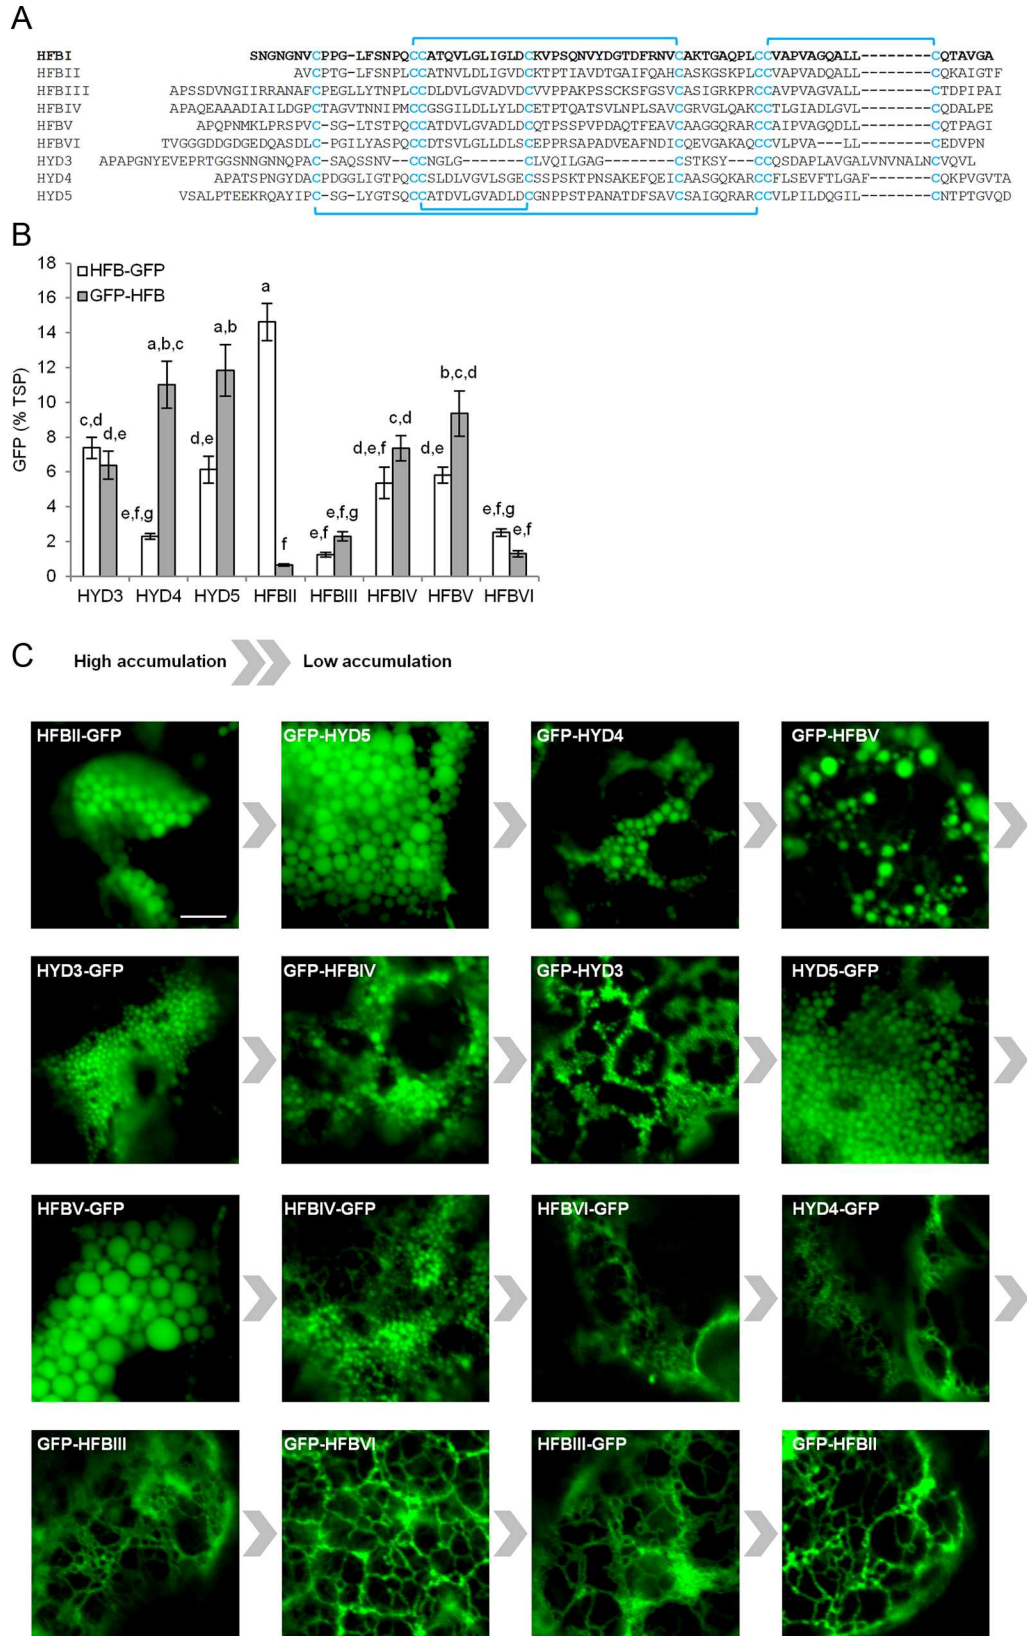 A
HFBI SNGNGNVCPPG-LFSNPQCCATQVLGLIGLDCKVPSQNVYDGTDFRNVCAKTGAQPLCCVAPVAGQALL---------CQTAVGA
HFBII AVCPTG-LFSNPLCCATNVLDLIGVDCKTPTIAVDTGAIFQAHCASKGSKPLCCVAPVADQALL---------CQKAIGTF
HFBIII APSSDVNGIIRRANAFCPEGLLYTNPLCCDLDVLGVADVDCVVPPAKPSSCKSFGSVCASIGRKPRCCAVPVAGVALL---------CTDPIPAI
HFBIV APAQEAAADIAILDGPCTAGVTNNIPMCCGSGILDLLYLDCETPTQATSVLNPLSAVCGRVGLQAKCCTLGIADLGVL---------CQDALPE
HFBV APQPNMKLPRSPVC-SG-LTSTPQCCATDVLGVADLDCQTPSSPVPDAQTFEAVCAAGGQRARCCAIPVAGQDLL---------CQTPAGI
HFBVI TVGGGDDGDGEDQASDLC-PG-ILYASPRCCDTSVLGLLDLSCESPRSAPADVEAFNDICQEVGQRARCCVLPVA---LL---------CEDVPN
HYD3 APAPGNYEVEPRTGGSNNGNNQPACSAQSSNV----CCNGLG-------CLVQILGAG--------CSTKSY----CCQSDAPLAVGALVNVNALNCVQVL
HYD4 APATSPNGYDACPDGGLIGTPQCCSLDLVGVLSGECSSPSKTPNSAKEFQEICAASGQKARCCFLSEVFTLGAF-------CQKPVGVTA
HYD5 VSALPTEEKRQAYIPC-SG-LYGTSQCCATDVLGVADLDCGNPPSTPANATDFSAVCSAIGQRARCCVLPILDQGIL---------CNTPTGVQD
B
18
16
14
12
10
8
6
4
2
0
GFP (% TSP)
HFB-GFP
GFP-HFB
c,d
d,e
e,f,g
a,b,c
d,e
a,b
a
f
e,f
e,f,g
d,e,f
c,d
d,e
b,c,d
e,f,g
e,f
HYD3 HYD4 HYD5 HFBII HFBIII HFBIV HFBV HFBVI
C
High accumulation Low accumulation
HFBII-GFP GFP-HYD5 GFP-HYD4 GFP-HFBV
HYD3-GFP GFP-HFBIV GFP-HYD3 HYD5-GFP
HFBV-GFP HFBIV-GFP HFBVI-GFP HYD4-GFP
GFP-HFBIII GFP-HFBVI HFBIII-GFP GFP-HFBII